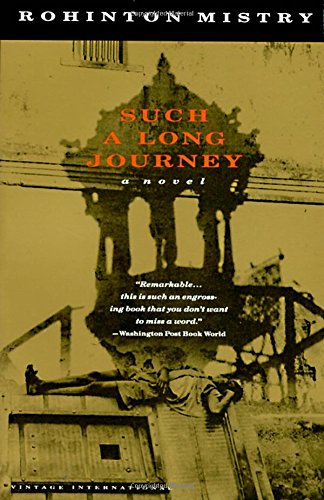 ROHINTON MISTRY
SUCH
A LONG
JOURNEY
a novel
"Remarkable...
this is such an engross-
ing book that you don't want
to miss a word."
—Washington Post Book World
VINTAGE INTERNATIONAL